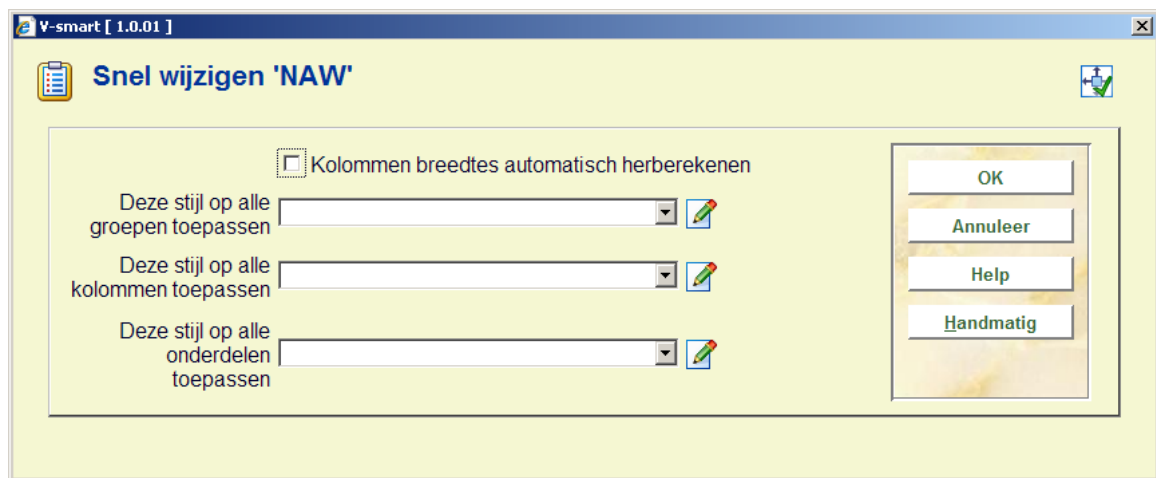 V-smart [ 1.0.01 ]
Snel wijzigen 'NAW'
Kolommen breedtes automatisch herberekenen
Deze stijl op alle
groepen toepassen
Deze stijl op alle
kolommen toepassen
Deze stijl op alle
onderdelen
toepassen
OK
Annuleer
Help
Handmatig